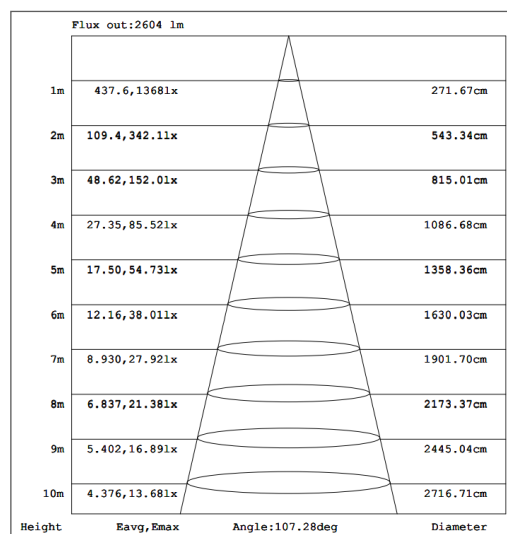 Flux out:2604 lm
1m 437.6,1368lx 271.67cm
2m 109.4,342.1lx 543.34cm
3m 48.62,152.0lx 815.01cm
4m 27.35,85.52lx 1086.68cm
5m 17.50,54.73lx 1358.36cm
6m 12.16,38.01lx 1630.03cm
7m 8.930,27.92lx 1901.70cm
8m 6.837,21.38lx 2173.37cm
9m 5.402,16.89lx 2445.04cm
10m 4.376,13.68lx 2716.71cm
Height Eavg,Emax Angle:107.28deg Diameter